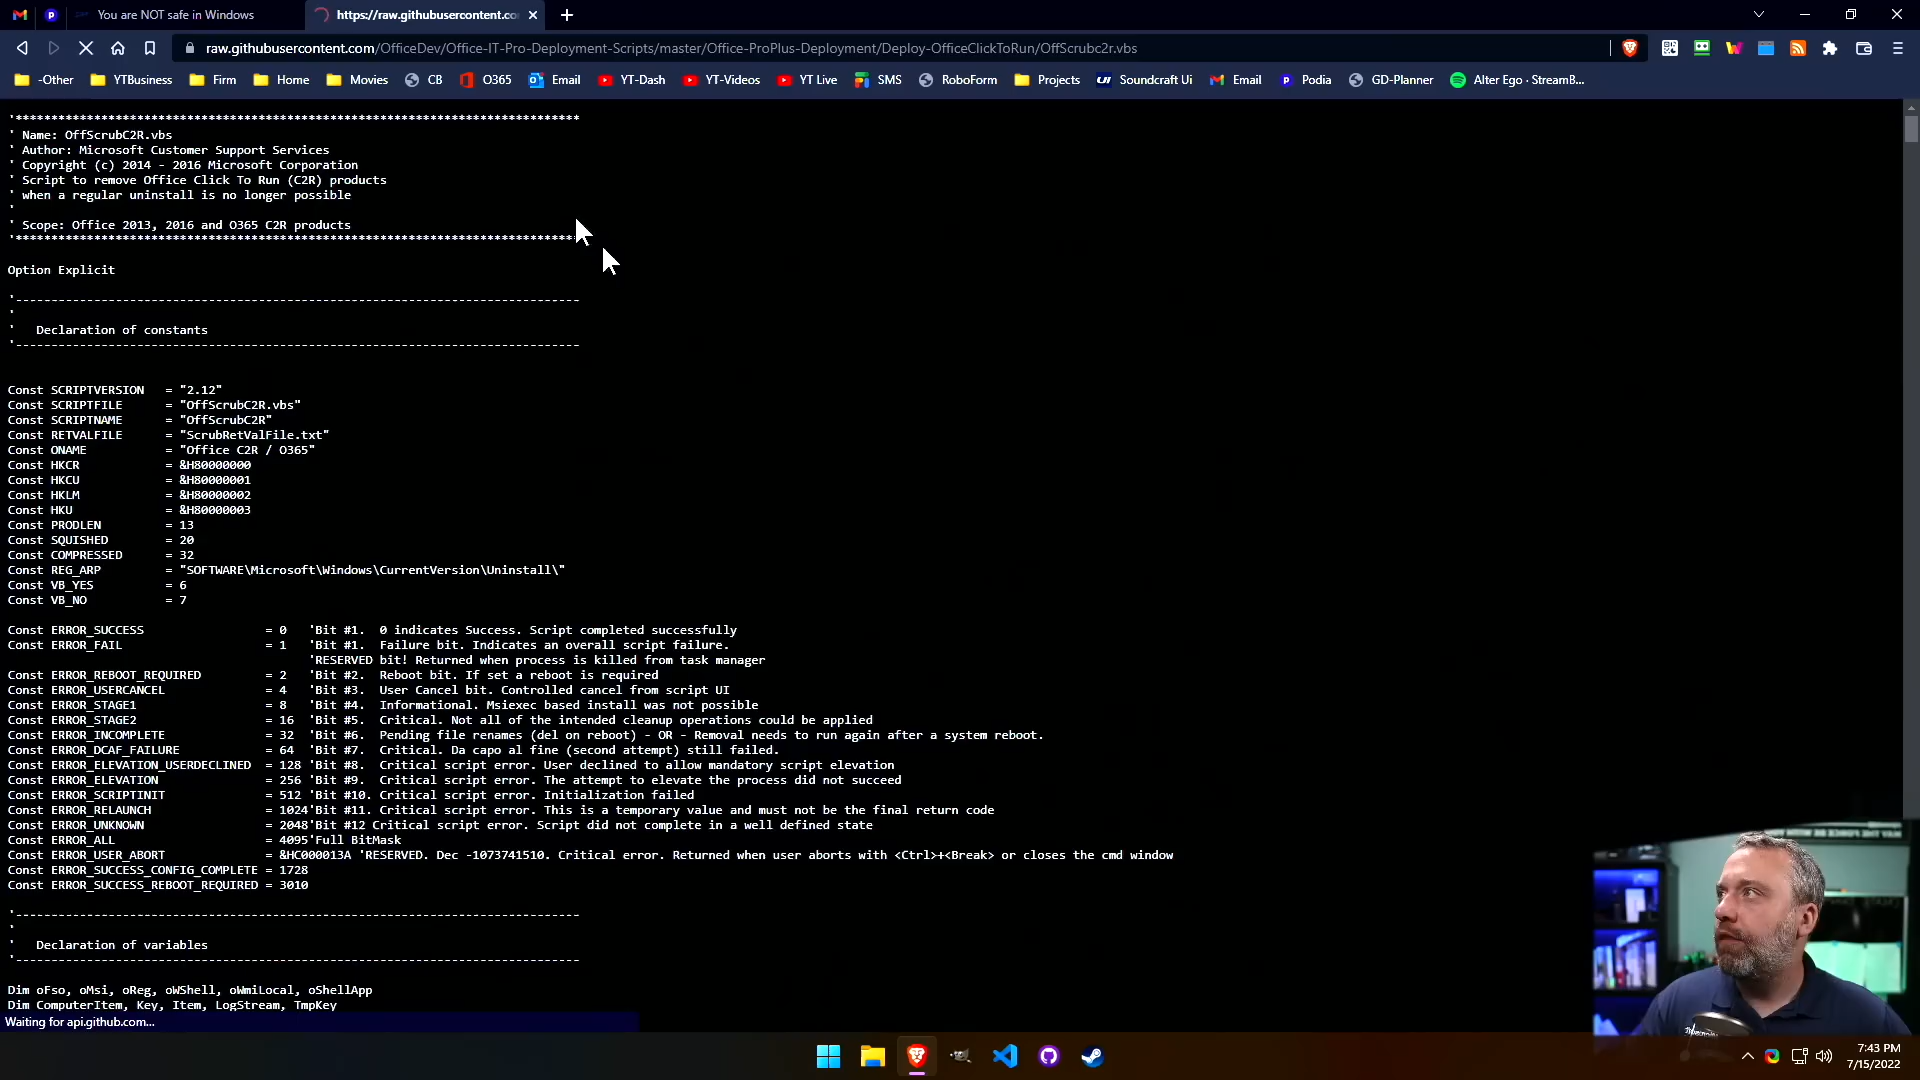 You are NOT safe in Windows
https://raw.githubusercontent.co
raw.githubusercontent.com/OfficeDev/Office-IT-Pro-Deployment-Scripts/master/Office-ProPlus-Deployment/Deploy-OfficeClickToRun/OffScrubc2r.vbs
-Other YTBusiness Firm Home Movies CB O365 Email YT-Dash YT-Videos YT Live SMS RoboForm Projects Soundcraft Ui Email Podia GD-Planner Alter Ego · StreamB...
'*******************************************************************************
' Name: OffScrubC2R.vbs
' Author: Microsoft Customer Support Services
' Copyright (c) 2014 - 2016 Microsoft Corporation
' Script to remove Office Click To Run (C2R) products
' when a regular uninstall is no longer possible
'
' Scope: Office 2013, 2016 and O365 C2R products
'*******************************************************************************
Option Explicit
'-------------------------------------------------------------------------------
'
'   Declaration of constants
'-------------------------------------------------------------------------------
Const SCRIPTVERSION   = "2.12"
Const SCRIPTFILE      = "OffScrubC2R.vbs"
Const SCRIPTNAME      = "OffScrubC2R"
Const RETVALFILE      = "ScrubRetValFile.txt"
Const ONAME           = "Office C2R / O365"
Const HKCR            = &H80000000
Const HKCU            = &H80000001
Const HKLM            = &H80000002
Const HKU             = &H80000003
Const PRODLEN         = 13
Const SQUISHED        = 20
Const COMPRESSED      = 32
Const REG_ARP         = "SOFTWARE\Microsoft\Windows\CurrentVersion\Uninstall\"
Const VB_YES          = 6
Const VB_NO           = 7
Const ERROR_SUCCESS                 = 0   'Bit #1.  0 indicates Success. Script completed successfully
Const ERROR_FAIL                    = 1   'Bit #1.  Failure bit. Indicates an overall script failure.
'RESERVED bit! Returned when process is killed from task manager
Const ERROR_REBOOT_REQUIRED         = 2   'Bit #2.  Reboot bit. If set a reboot is required
Const ERROR_USERCANCEL              = 4   'Bit #3.  User Cancel bit. Controlled cancel from script UI
Const ERROR_STAGE1                  = 8   'Bit #4.  Informational. Msiexec based install was not possible
Const ERROR_STAGE2                  = 16  'Bit #5.  Critical. Not all of the intended cleanup operations could be applied
Const ERROR_INCOMPLETE              = 32  'Bit #6.  Pending file renames (del on reboot) - OR - Removal needs to run again after a system reboot.
Const ERROR_DCAF_FAILURE            = 64  'Bit #7.  Critical. Da capo al fine (second attempt) still failed.
Const ERROR_ELEVATION_USERDECLINED  = 128 'Bit #8.  Critical script error. User declined to allow mandatory script elevation
Const ERROR_ELEVATION               = 256 'Bit #9.  Critical script error. The attempt to elevate the process did not succeed
Const ERROR_SCRIPTINIT              = 512 'Bit #10. Critical script error. Initialization failed
Const ERROR_RELAUNCH                = 1024'Bit #11. Critical script error. This is a temporary value and must not be the final return code
Const ERROR_UNKNOWN                 = 2048'Bit #12 Critical script error. Script did not complete in a well defined state
Const ERROR_ALL                     = 4095'Full BitMask
Const ERROR_USER_ABORT              = &HC000013A 'RESERVED. Dec -1073741510. Critical error. Returned when user aborts with <Ctrl>+<Break> or closes the cmd window
Const ERROR_SUCCESS_CONFIG_COMPLETE = 1728
Const ERROR_SUCCESS_REBOOT_REQUIRED = 3010
'-------------------------------------------------------------------------------
'
'   Declaration of variables
'-------------------------------------------------------------------------------
Dim oFso, oMsi, oReg, oWShell, oWmiLocal, oShellApp
Dim ComputerItem, Key, Item, LogStream, TmpKey
Waiting for api.github.com...
7:43 PM
7/15/2022